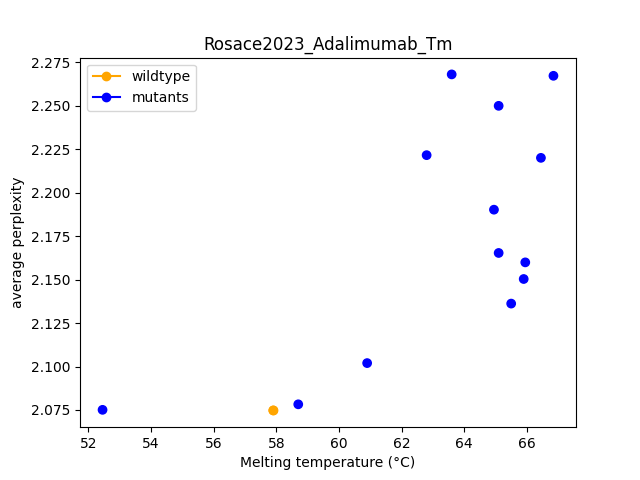 Rosace2023_Adalimumab_Tm
wildtype
mutants
average perplexity
2.275
2.250
2.225
2.200
2.175
2.150
2.125
2.100
2.075
52 54 56 58 60 62 64 66
Melting temperature (°C)